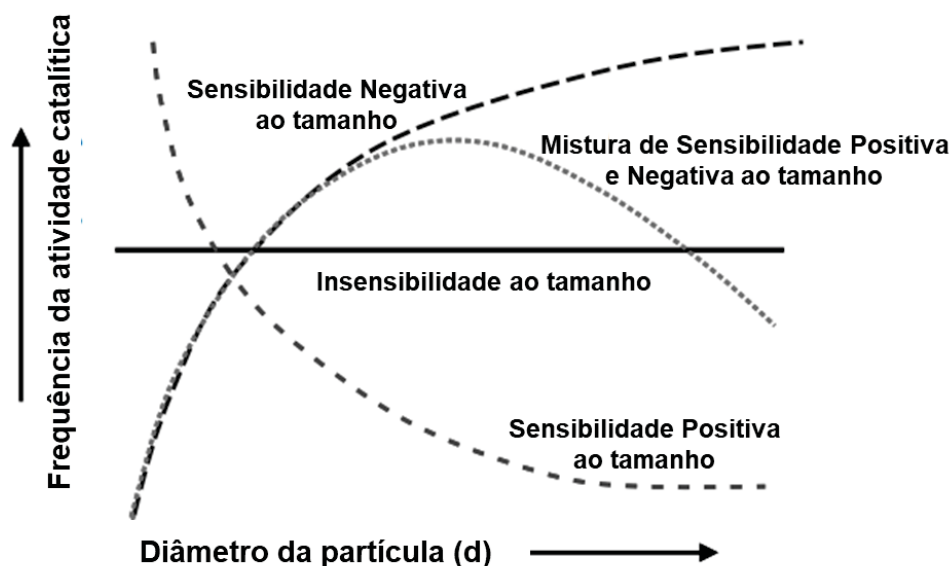 Frequência da atividade catalítica
Sensibilidade Negativa
ao tamanho
Mistura de Sensibilidade Positiva
e Negativa ao tamanho
Insensibilidade ao tamanho
Sensibilidade Positiva
ao tamanho
Diâmetro da partícula (d)